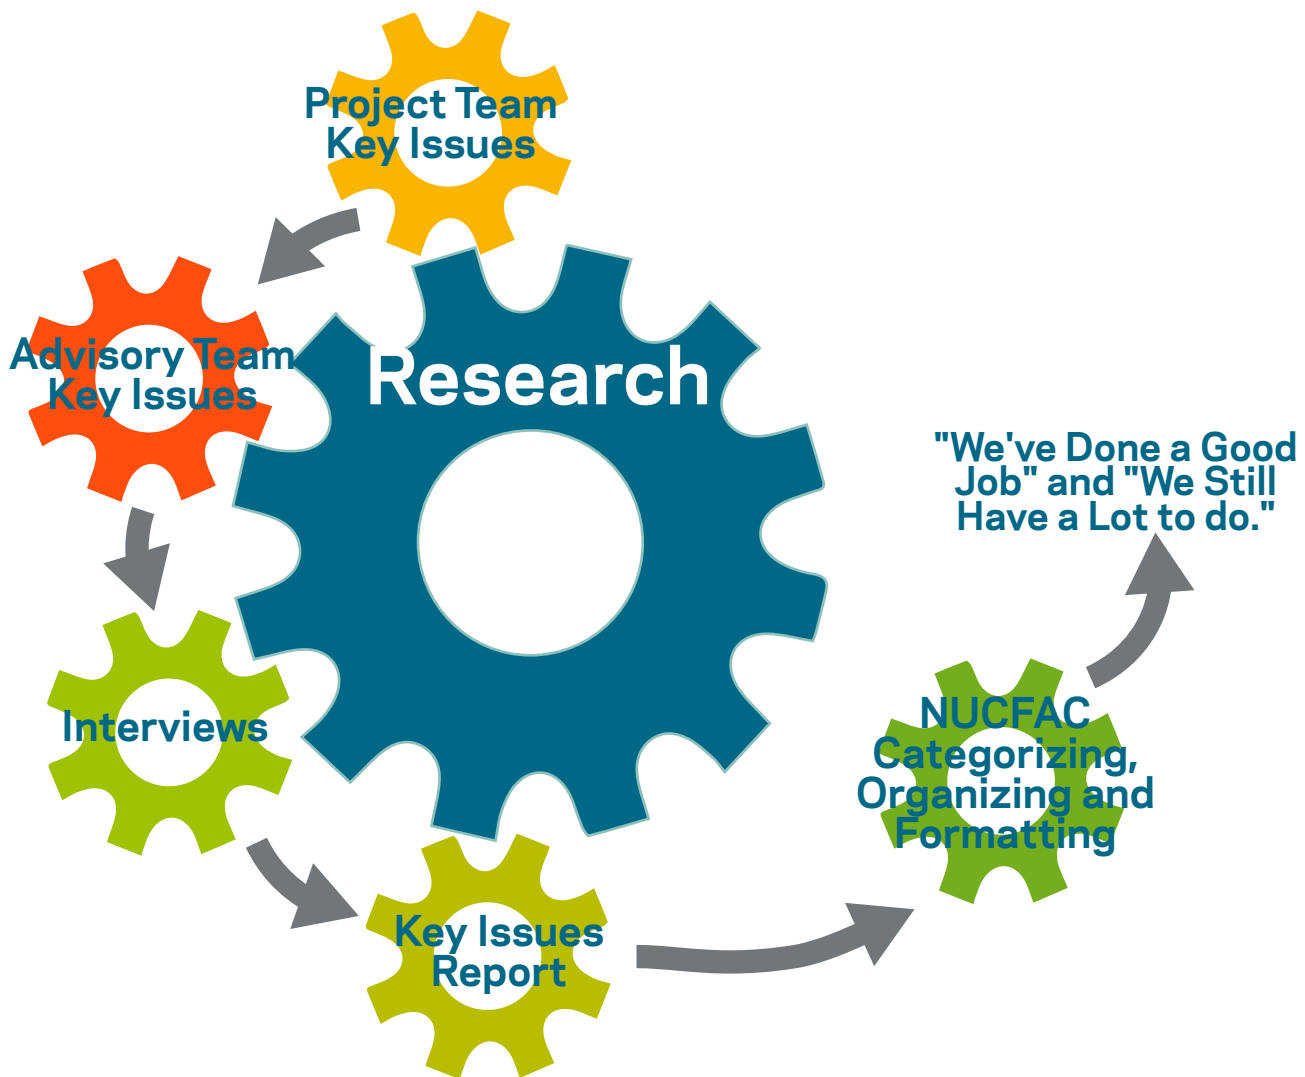 Project Team
Key Issues
Research
Advisory Team
Key Issues
"We've Done a Good
Job" and "We Still
Have a Lot to do."
Interviews
NUCFAC
Categorizing,
Organizing and
Formatting
Key Issues
Report